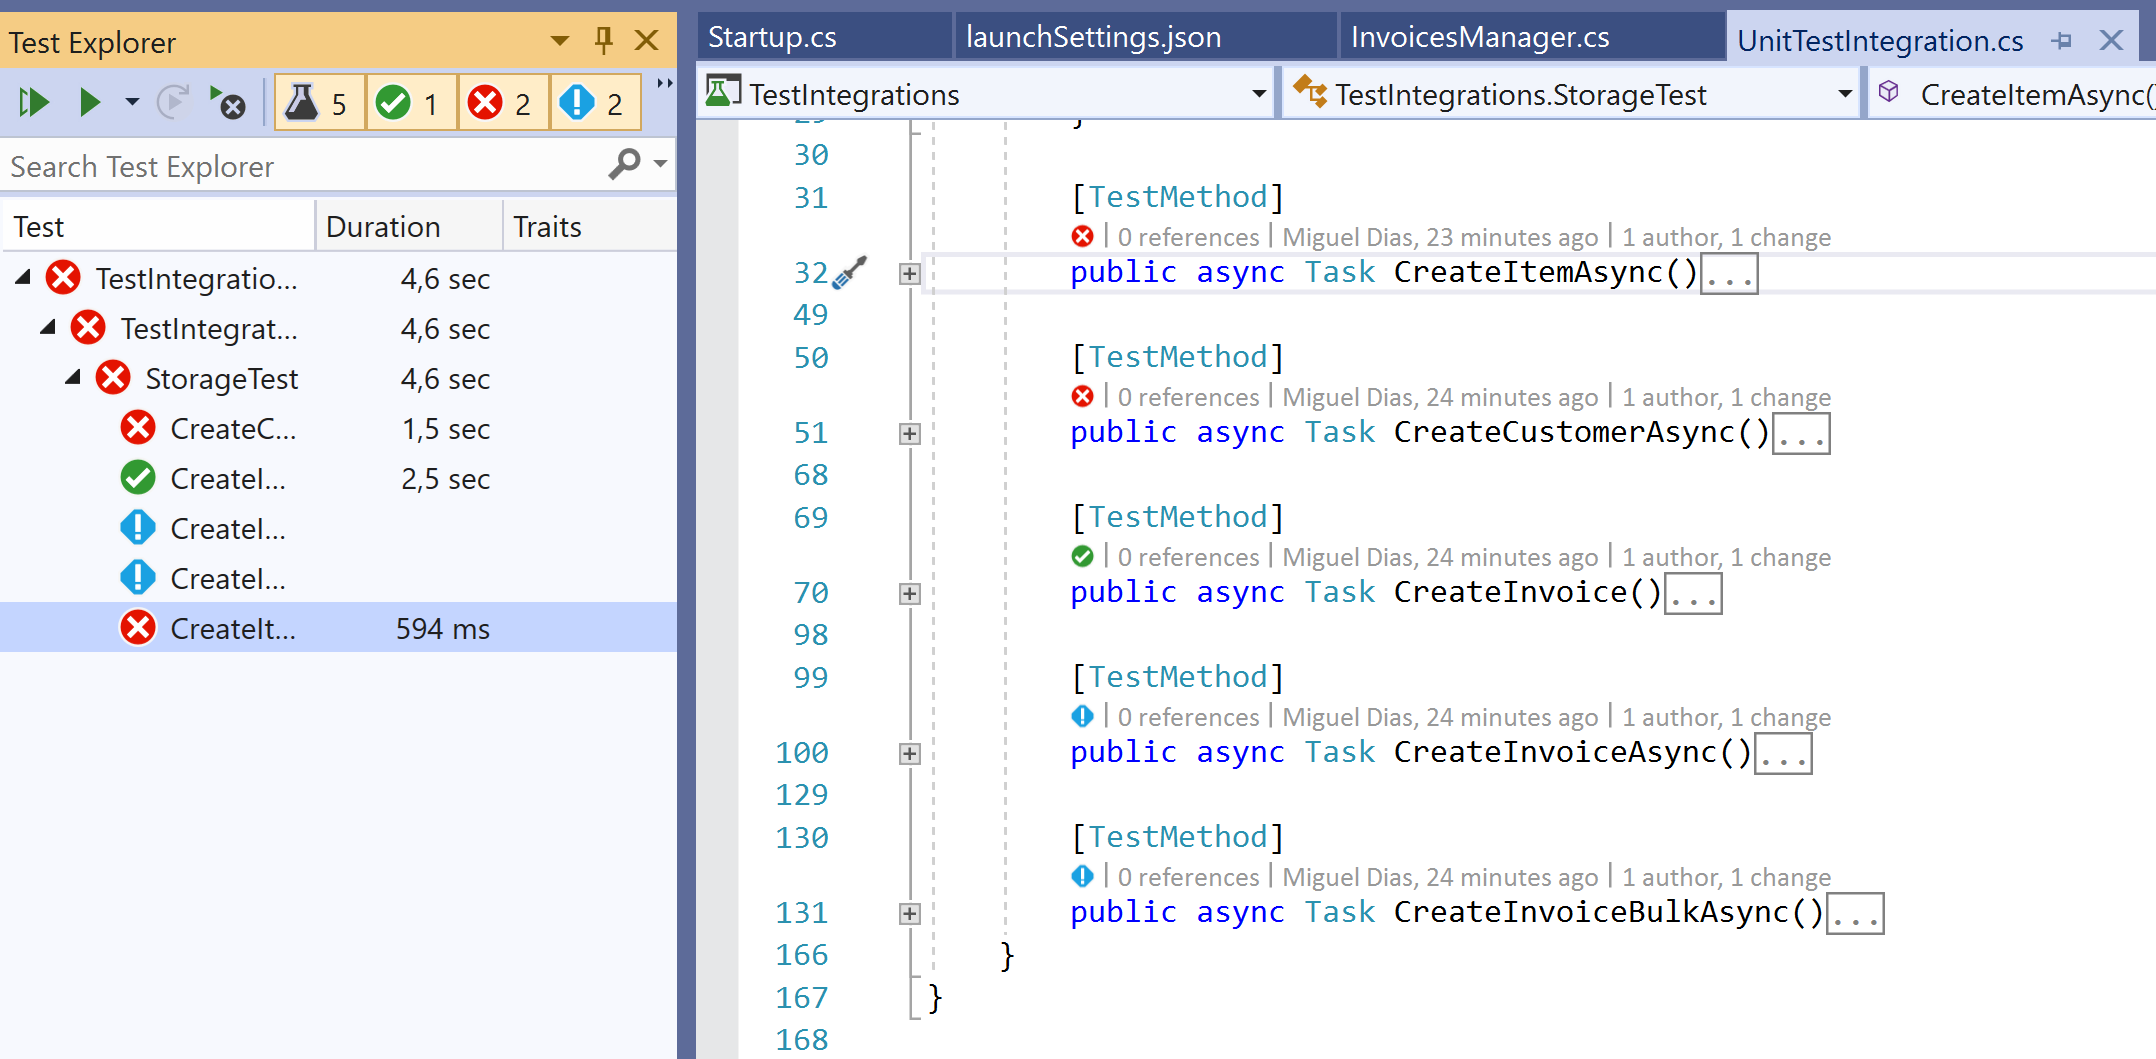 Test Explorer
5 1 2 2
Search Test Explorer
Test Duration Traits
TestIntegratio... 4,6 sec
TestIntegrat... 4,6 sec
StorageTest 4,6 sec
CreateC... 1,5 sec
CreateI... 2,5 sec
CreateI...
CreateI...
CreateIt... 594 ms
Startup.cs launchSettings.json InvoicesManager.cs UnitTestIntegration.cs
TestIntegrations TestIntegrations.StorageTest CreateItemAsync()
29 }
30
31 [TestMethod]
0 references | Miguel Dias, 23 minutes ago | 1 author, 1 change
32 public async Task CreateItemAsync()...
49
50 [TestMethod]
0 references | Miguel Dias, 24 minutes ago | 1 author, 1 change
51 public async Task CreateCustomerAsync()...
68
69 [TestMethod]
0 references | Miguel Dias, 24 minutes ago | 1 author, 1 change
70 public async Task CreateInvoice()...
98
99 [TestMethod]
0 references | Miguel Dias, 24 minutes ago | 1 author, 1 change
100 public async Task CreateInvoiceAsync()...
129
130 [TestMethod]
0 references | Miguel Dias, 24 minutes ago | 1 author, 1 change
131 public async Task CreateInvoiceBulkAsync()...
166 }
167 }
168